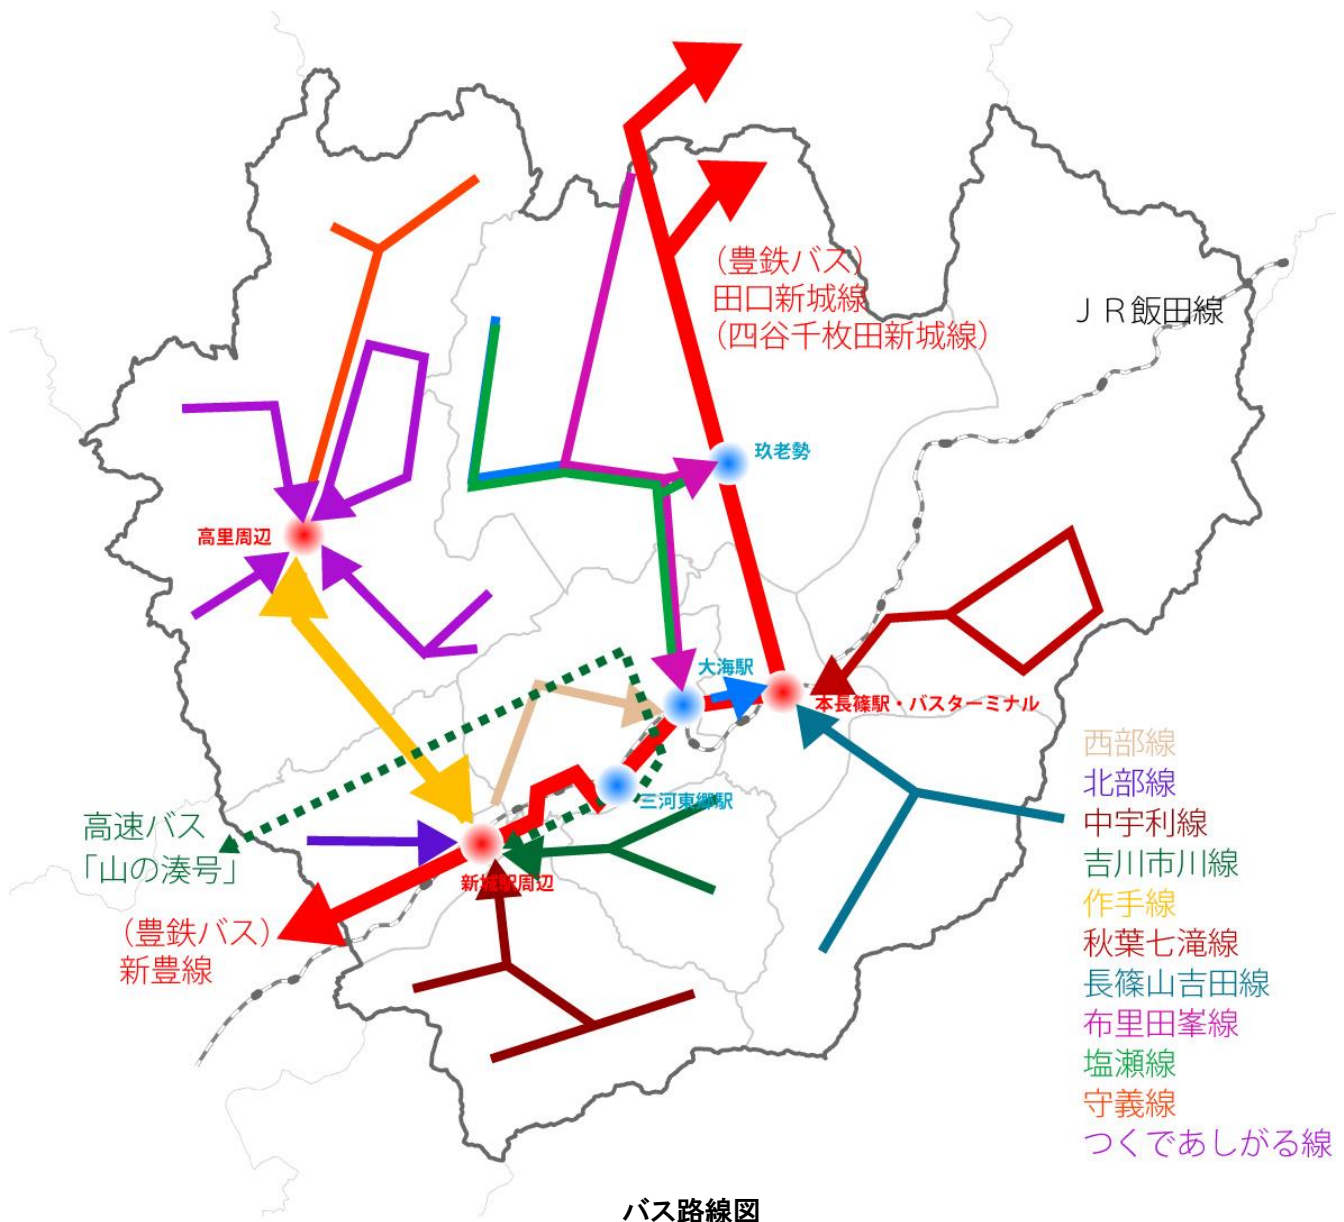 （豊鉄バス）
田口新城線
（四谷千枚田新城線）
ＪＲ飯田線
玖老勢
高里周辺
大海駅
本長篠駅・バスターミナル
三河東郷駅
高速バス
「山の湊号」
新城駅周辺
（豊鉄バス）
新豊線
西部線
北部線
中宇利線
吉川市川線
作手線
秋葉七滝線
長篠山吉田線
布里田峯線
塩瀬線
守義線
つくであしがる線
バス路線図